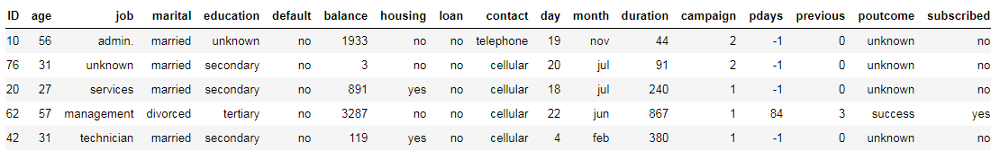 ID age job marital education default balance housing loan contact day month duration campaign pdays previous poutcome subscribed
10 56 admin. married unknown no 1933 no no telephone 19 nov 44 2 -1 0 unknown no
76 31 unknown married secondary no 3 no no cellular 20 jul 91 2 -1 0 unknown no
20 27 services married secondary no 891 yes no cellular 18 jul 240 1 -1 0 unknown no
62 57 management divorced tertiary no 3287 no no cellular 22 jun 867 1 84 3 success yes
42 31 technician married secondary no 119 yes no cellular 4 feb 380 1 -1 0 unknown no